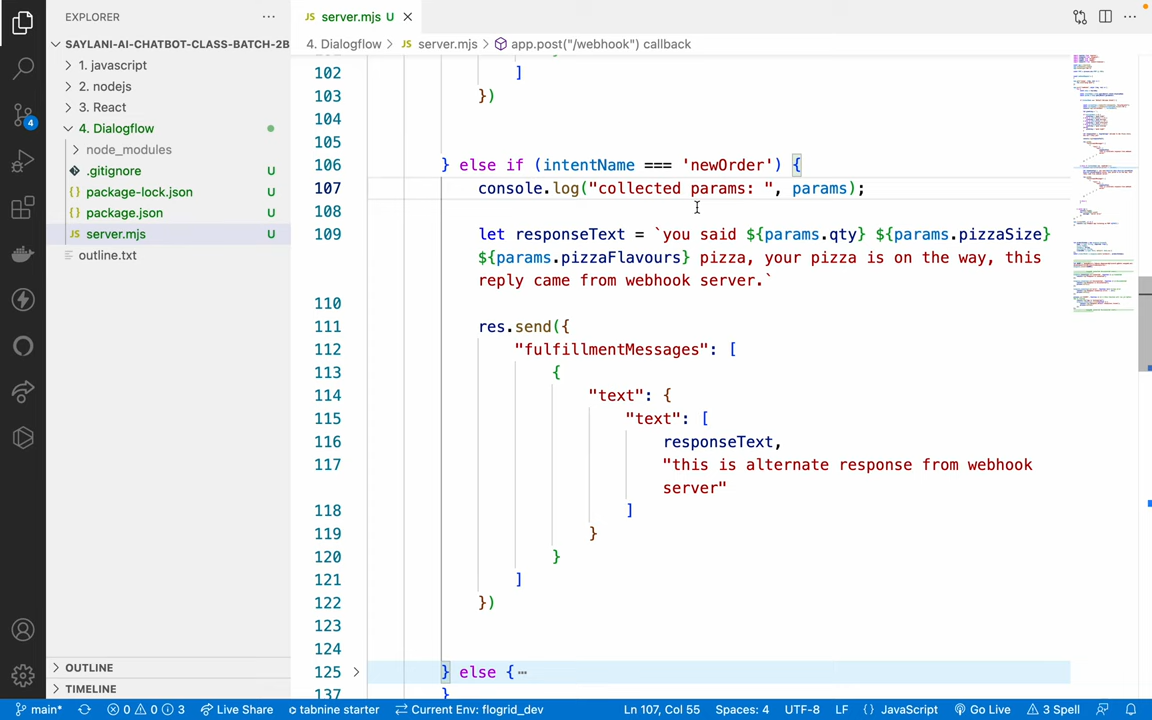 EXPLORER
SAYLANI-AI-CHATBOT-CLASS-BATCH-2B
1. javascript
2. nodejs
3. React
4. Dialogflow
node_modules
.gitignore U
package-lock.json U
package.json U
server.mjs U
outline.txt
OUTLINE
TIMELINE
4
JS server.mjs U
4. Dialogflow > JS server.mjs > app.post("/webhook") callback
102 ]
103 })
104
105
106 } else if (intentName === 'newOrder') {
107 console.log("collected params: ", params);
108
109 let responseText = `you said ${params.qty} ${params.pizzaSize}
${params.pizzaFlavours} pizza, your pizza is on the way, this
reply came from webhook server.`
110
111 res.send({
112 "fulfillmentMessages": [
113 {
114 "text": {
115 "text": [
116 responseText,
117 "this is alternate response from webhook
server"
118 ]
119 }
120 }
121 ]
122 })
123
124
125 } else {⋯
137 }
main* 0 0 3 Live Share tabnine starter Current Env: flogrid_dev Ln 107, Col 55 Spaces: 4 UTF-8 LF {} JavaScript Go Live 3 Spell